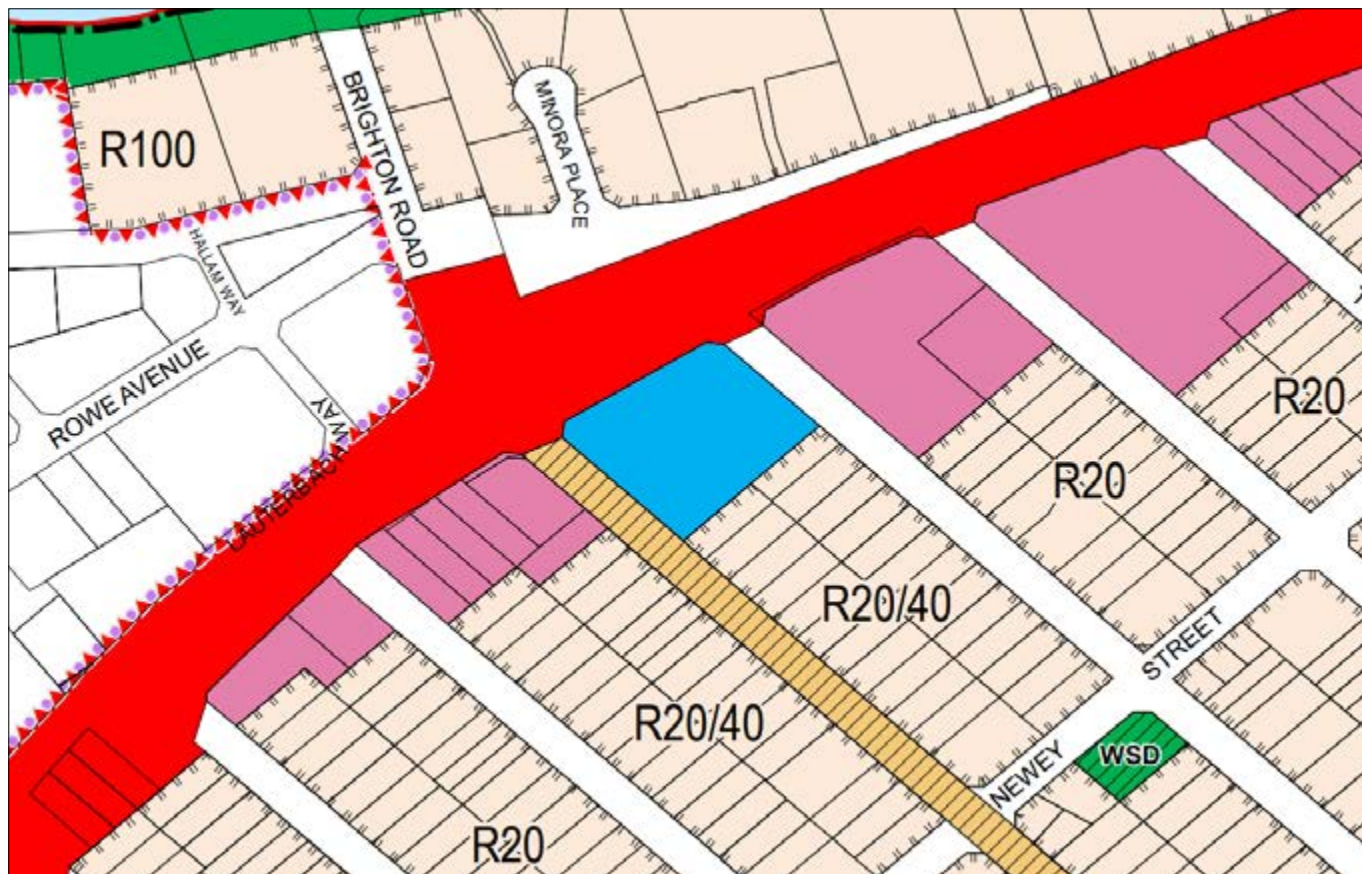 R100
BRIGHTON ROAD
MINORA PLACE
HALLAM WAY
ROWE AVENUE
LAUTERBACH WAY
R20
R20
R20/40
R20/40
STREET
NEWEY
WSD
R20